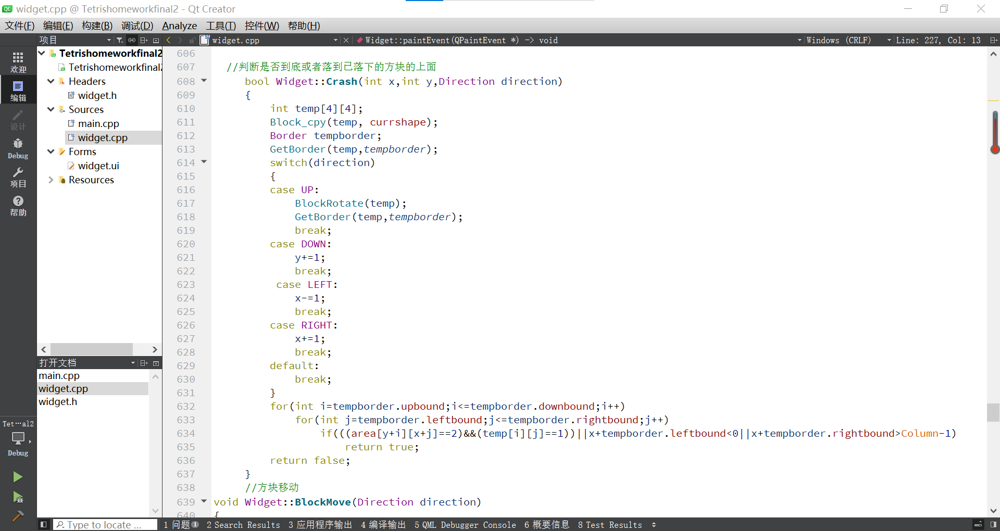 widget.cpp @ Tetrishomeworkfinal2 - Qt Creator
文件(F) 编辑(E) 构建(B) 调试(D) Analyze 工具(T) 控件(W) 帮助(H)
项目 widget.cpp Widget::paintEvent(QPaintEvent *) -> void Windows (CRLF) Line: 227, Col: 13
欢迎
编辑
设计
Debug
项目
帮助
Tet···al2
Debug
Tetrishomeworkfinal2
Tetrishomeworkfinal
Headers
widget.h
Sources
main.cpp
widget.cpp
Forms
widget.ui
Resources
打开文档
main.cpp
widget.cpp
widget.h
606
607 //判断是否到底或者落到已落下的方块的上面
608 bool Widget::Crash(int x,int y,Direction direction)
609 {
610 int temp[4][4];
611 Block_cpy(temp, currshape);
612 Border tempborder;
613 GetBorder(temp,tempborder);
614 switch(direction)
615 {
616 case UP:
617 BlockRotate(temp);
618 GetBorder(temp,tempborder);
619 break;
620 case DOWN:
621 y+=1;
622 break;
623 case LEFT:
624 x-=1;
625 break;
626 case RIGHT:
627 x+=1;
628 break;
629 default:
630 break;
631 }
632 for(int i=tempborder.upbound;i<=tempborder.downbound;i++)
633 for(int j=tempborder.leftbound;j<=tempborder.rightbound;j++)
634 if(((area[y+i][x+j]==2)&&(temp[i][j]==1))||x+tempborder.leftbound<0||x+tempborder.rightbound>Column-1)
635 return true;
636 return false;
637 }
638 //方块移动
639 void Widget::BlockMove(Direction direction)
640 {
Type to locate ... 1 问题 1 2 Search Results 3 应用程序输出 4 编译输出 5 QML Debugger Console 6 概要信息 8 Test Results